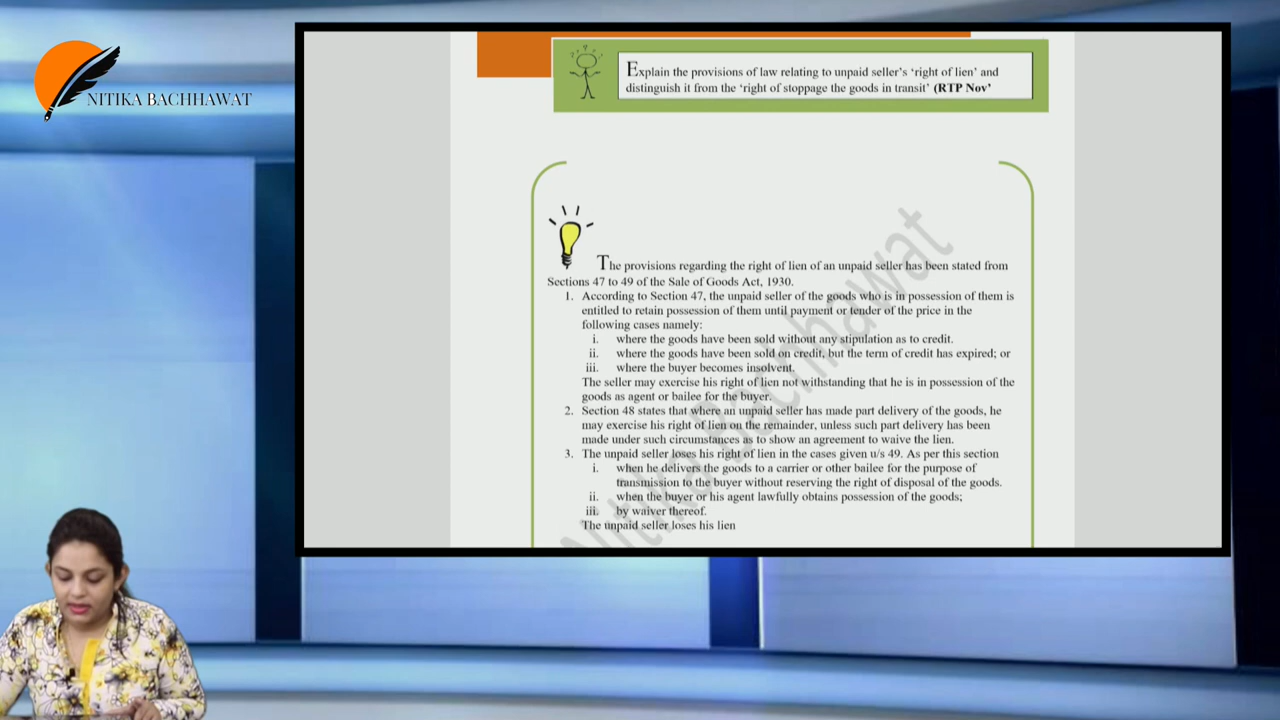 NITIKA BACHHAWAT
Explain the provisions of law relating to unpaid seller's 'right of lien' and
distinguish it from the 'right of stoppage the goods in transit' (RTP Nov'
The provisions regarding the right of lien of an unpaid seller has been stated from
Sections 47 to 49 of the Sale of Goods Act, 1930.
1. According to Section 47, the unpaid seller of the goods who is in possession of them is
entitled to retain possession of them until payment or tender of the price in the
following cases namely:
i. where the goods have been sold without any stipulation as to credit.
ii. where the goods have been sold on credit, but the term of credit has expired; or
iii. where the buyer becomes insolvent.
The seller may exercise his right of lien not withstanding that he is in possession of the
goods as agent or bailee for the buyer.
2. Section 48 states that where an unpaid seller has made part delivery of the goods, he
may exercise his right of lien on the remainder, unless such part delivery has been
made under such circumstances as to show an agreement to waive the lien.
3. The unpaid seller loses his right of lien in the cases given u/s 49. As per this section
i. when he delivers the goods to a carrier or other bailee for the purpose of
transmission to the buyer without reserving the right of disposal of the goods.
ii. when the buyer or his agent lawfully obtains possession of the goods;
iii. by waiver thereof.
The unpaid seller loses his lien
Nitika Bachhawat